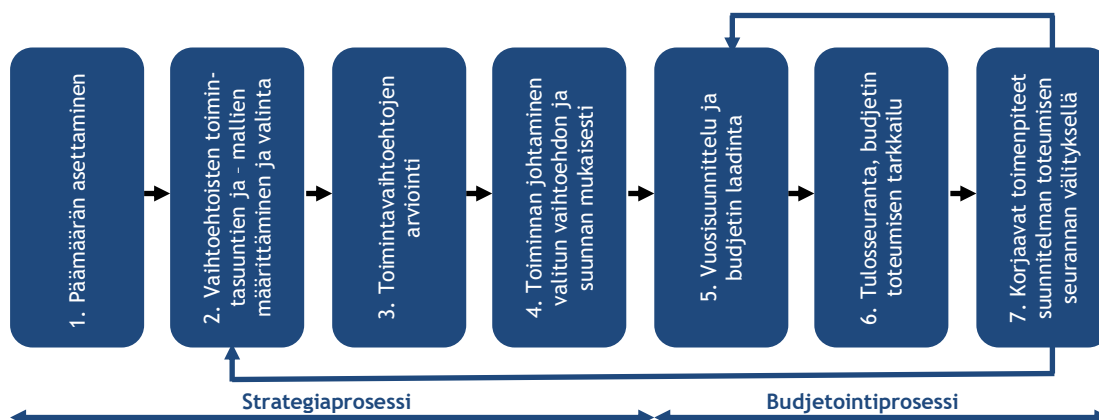 1. Päämäärän asettaminen
2. Vaihtoehtoisten toimin-
tasuuntien ja – mallien
määrittäminen ja valinta
3. Toimintavaihtoehtojen
arviointi
4. Toiminnan johtaminen
valitun vaihtoehdon ja
suunnan mukaisesti
5. Vuosisuunnittelu ja
budjetin laadinta
6. Tulosseuranta, budjetin
toteumisen tarkkailu
7. Korjaavat toimenpiteet
suunnitelman toteumisen
seurannan välityksellä
Strategiaprosessi
Budjetointiprosessi